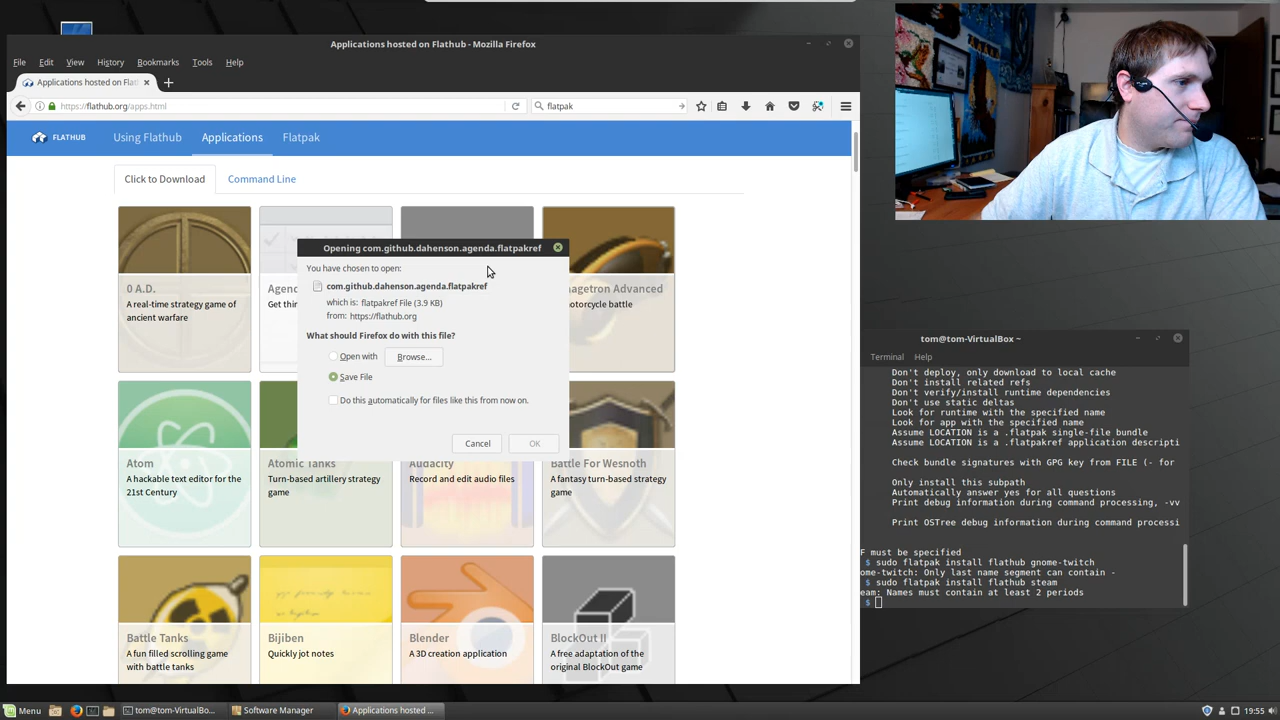 Applications hosted on Flathub - Mozilla Firefox
File Edit View History Bookmarks Tools Help
Applications hosted on Flat
https://flathub.org/apps.html
flatpak
FLATHUB
Using Flathub
Applications
Flatpak
Click to Download
Command Line
0 A.D.
A real-time strategy game of
ancient warfare
Opening com.github.dahenson.agenda.flatpakref
You have chosen to open:
com.github.dahenson.agenda.flatpakref
which is: flatpakref File (3.9 KB)
from: https://flathub.org
What should Firefox do with this file?
Open with
Browse...
Save File
Do this automatically for files like this from now on.
Cancel
OK
Atom
A hackable text editor for the
21st Century
Atomic Tanks
Turn-based artillery strategy
game
Audacity
Record and edit audio files
Battle For Wesnoth
A fantasy turn-based strategy
game
Battle Tanks
A fun filled scrolling game
with battle tanks
Bijiben
Quickly jot notes
Blender
A 3D creation application
BlockOut II
A free adaptation of the
original BlockOut game
tom@tom-VirtualBox ~
Terminal Help
Don't deploy, only download to local cache
Don't install related refs
Don't verify/install runtime dependencies
Don't use static deltas
Look for runtime with the specified name
Look for app with the specified name
Assume LOCATION is a .flatpak single-file bundle
Assume LOCATION is a .flatpakref application descripti
Check bundle signatures with GPG key from FILE (- for
Only install this subpath
Automatically answer yes for all questions
Print debug information during command processing, -vv
Print OSTree debug information during command processi
F must be specified
$ sudo flatpak install flathub gnome-twitch
ome-twitch: Only last name segment can contain -
$ sudo flatpak install flathub steam
eam: Names must contain at least 2 periods
$
Menu
tom@tom-VirtualBo...
Software Manager
Applications hosted ...
19:55